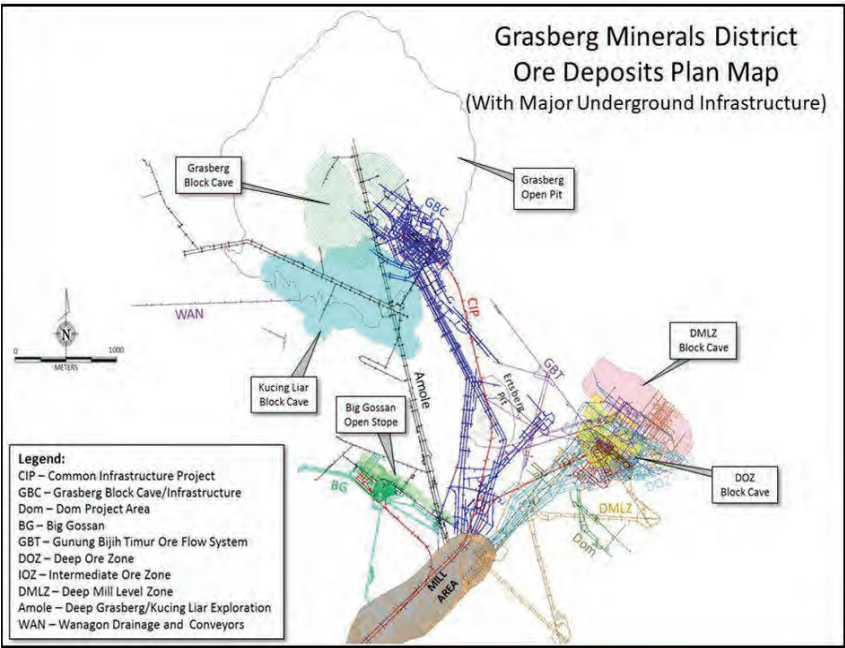 Grasberg Minerals District
Ore Deposits Plan Map
(With Major Underground Infrastructure)
Grasberg
Block Cave
Grasberg
Open Pit
GBC
CIP
WAN
N
0
1000
METERS
Kucing Liar
Block Cave
Amole
Ertsberg
Pit
GBT
DMLZ
Block Cave
Big Gossan
Open Stope
BG
DOZ
DOZ
Block Cave
DMLZ
Dom
MILL
AREA
Legend:
CIP – Common Infrastructure Project
GBC – Grasberg Block Cave/Infrastructure
Dom – Dom Project Area
BG – Big Gossan
GBT – Gunung Bijih Timur Ore Flow System
DOZ – Deep Ore Zone
IOZ – Intermediate Ore Zone
DMLZ – Deep Mill Level Zone
Amole – Deep Grasberg/Kucing Liar Exploration
WAN – Wanagon Drainage and Conveyors